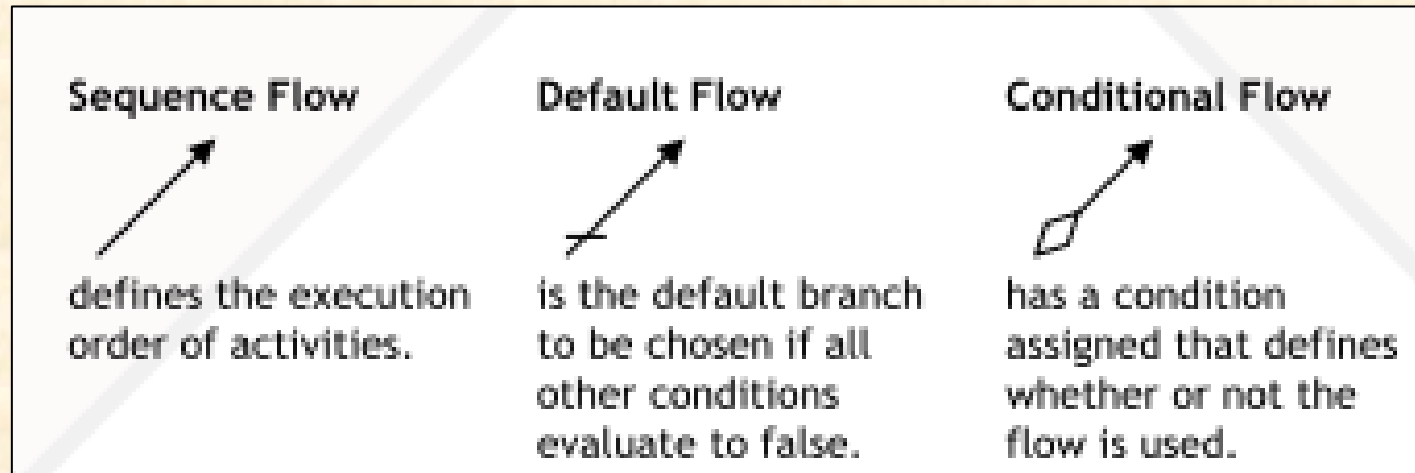 Sequence Flow
defines the execution
order of activities.
Default Flow
is the default branch
to be chosen if all
other conditions
evaluate to false.
Conditional Flow
has a condition
assigned that defines
whether or not the
flow is used.